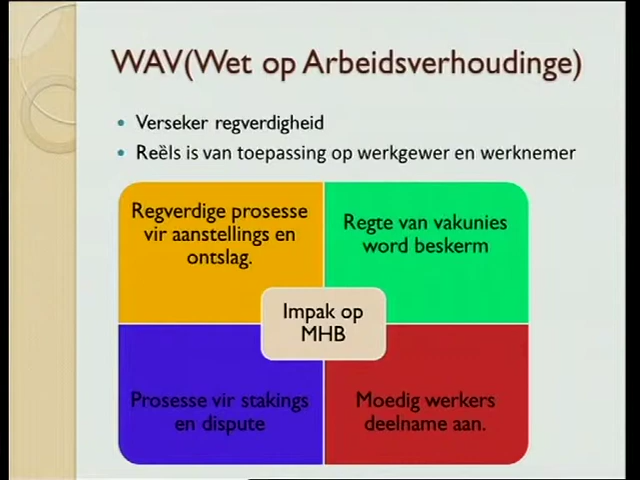 WAV(Wet op Arbeidsverhoudinge)
Verseker regverdigheid
Reëls is van toepassing op werkgewer en werknemer
Regverdige prosesse
vir aanstellings en
ontslag.
Regte van vakunies
word beskerm
Impak op
MHB
Prosesse vir stakings
en dispute
Moedig werkers
deelname aan.